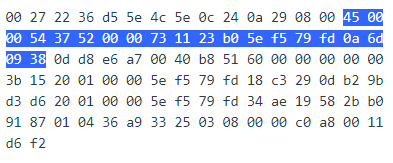 00 27 22 36 d5 5e 4c 5e 0c 24 0a 29 08 00 45 00
00 54 37 52 00 00 73 11 23 b0 5e f5 79 fd 0a 6d
09 38 0d d8 e6 a7 00 40 b8 51 60 00 00 00 00 00
3b 15 20 01 00 00 5e f5 79 fd 18 c3 29 0d b2 9b
d3 d6 20 01 00 00 5e f5 79 fd 34 ae 19 58 2b b0
91 87 01 04 36 a9 33 25 03 08 00 00 c0 a8 00 11
d6 f2